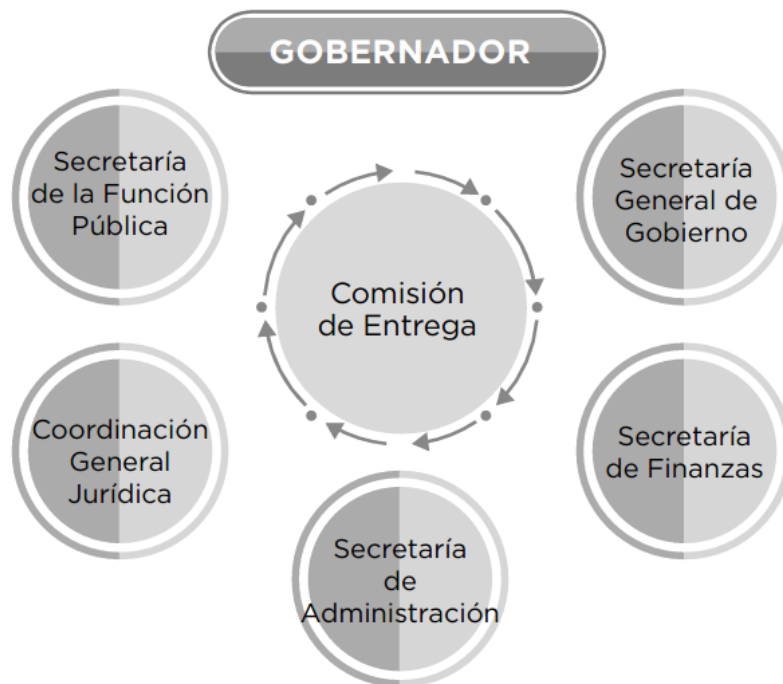 GOBERNADOR
Secretaría
de la Función
Pública
Secretaría
General de
Gobierno
Comisión
de Entrega
Coordinación
General
Jurídica
Secretaría
de Finanzas
Secretaría
de
Administración